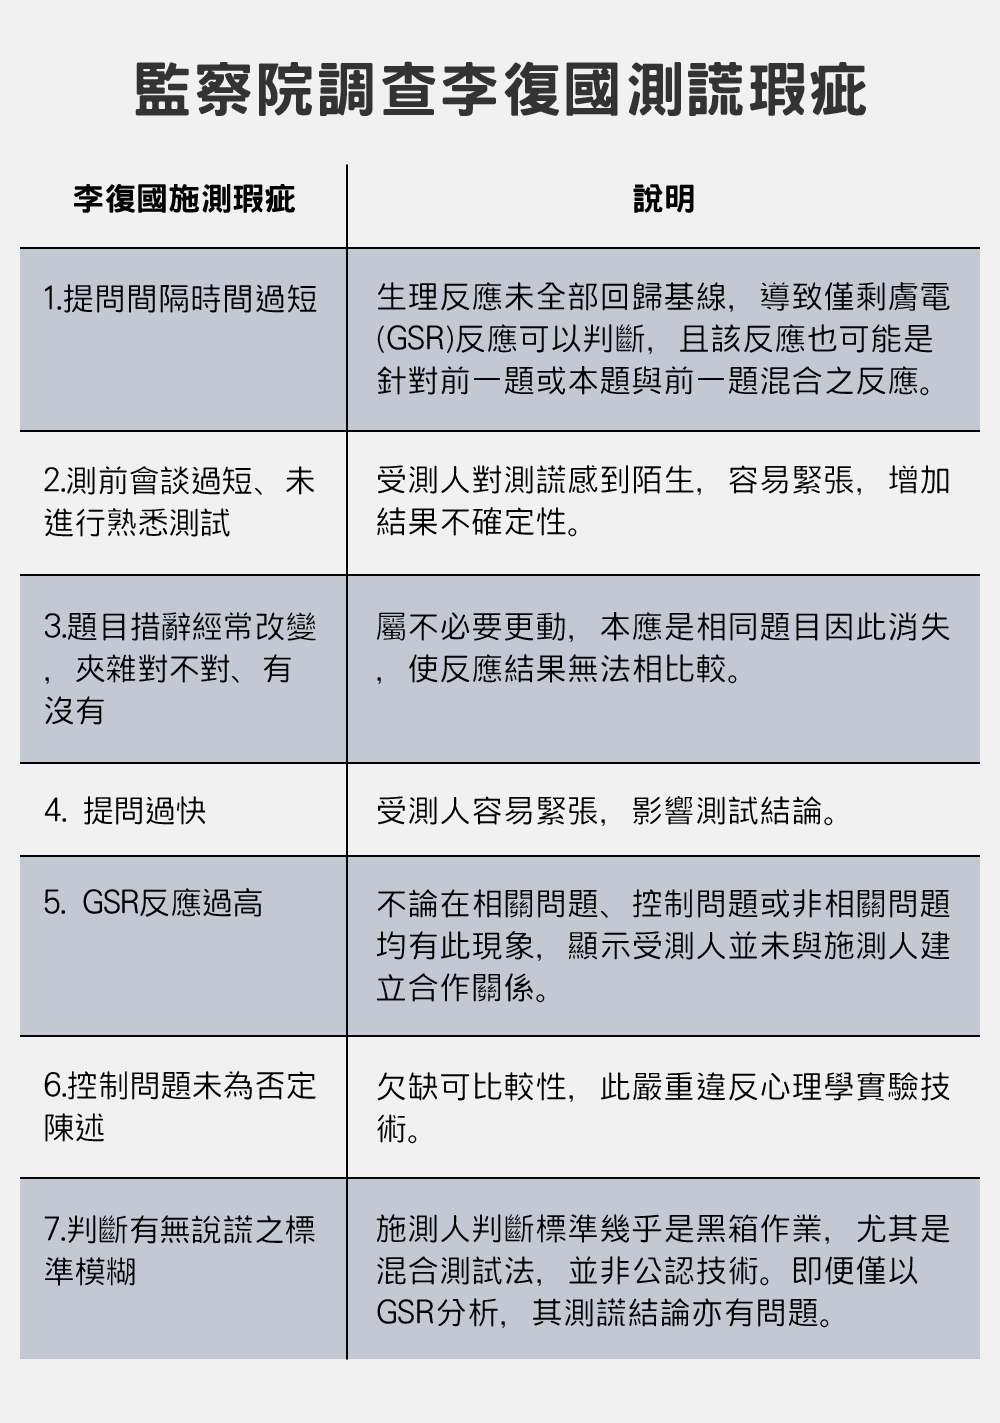 監察院調查李復國測謊瑕疵
李復國施測瑕疵
說明
1.提問間隔時間過短
生理反應未全部回歸基線，導致僅剩膚電
(GSR)反應可以判斷，且該反應也可能是
針對前一題或本題與前一題混合之反應。
2.測前會談過短、未
進行熟悉測試
受測人對測謊感到陌生，容易緊張，增加
結果不確定性。
3.題目措辭經常改變
，夾雜對不對、有
沒有
屬不必要更動，本應是相同題目因此消失
，使反應結果無法相比較。
4. 提問過快
受測人容易緊張，影響測試結論。
5. GSR反應過高
不論在相關問題、控制問題或非相關問題
均有此現象，顯示受測人並未與施測人建
立合作關係。
6.控制問題未為否定
陳述
欠缺可比較性，此嚴重違反心理學實驗技
術。
7.判斷有無說謊之標
準模糊
施測人判斷標準幾乎是黑箱作業，尤其是
混合測試法，並非公認技術。即便僅以
GSR分析，其測謊結論亦有問題。